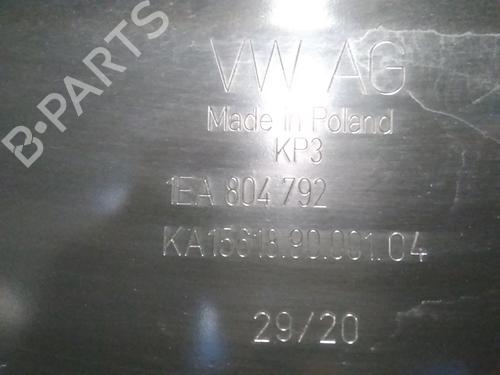 B-PARTS
VW AG
Made in Poland
KP3
1EA 804 792
KA15618.90.001.04
29/20